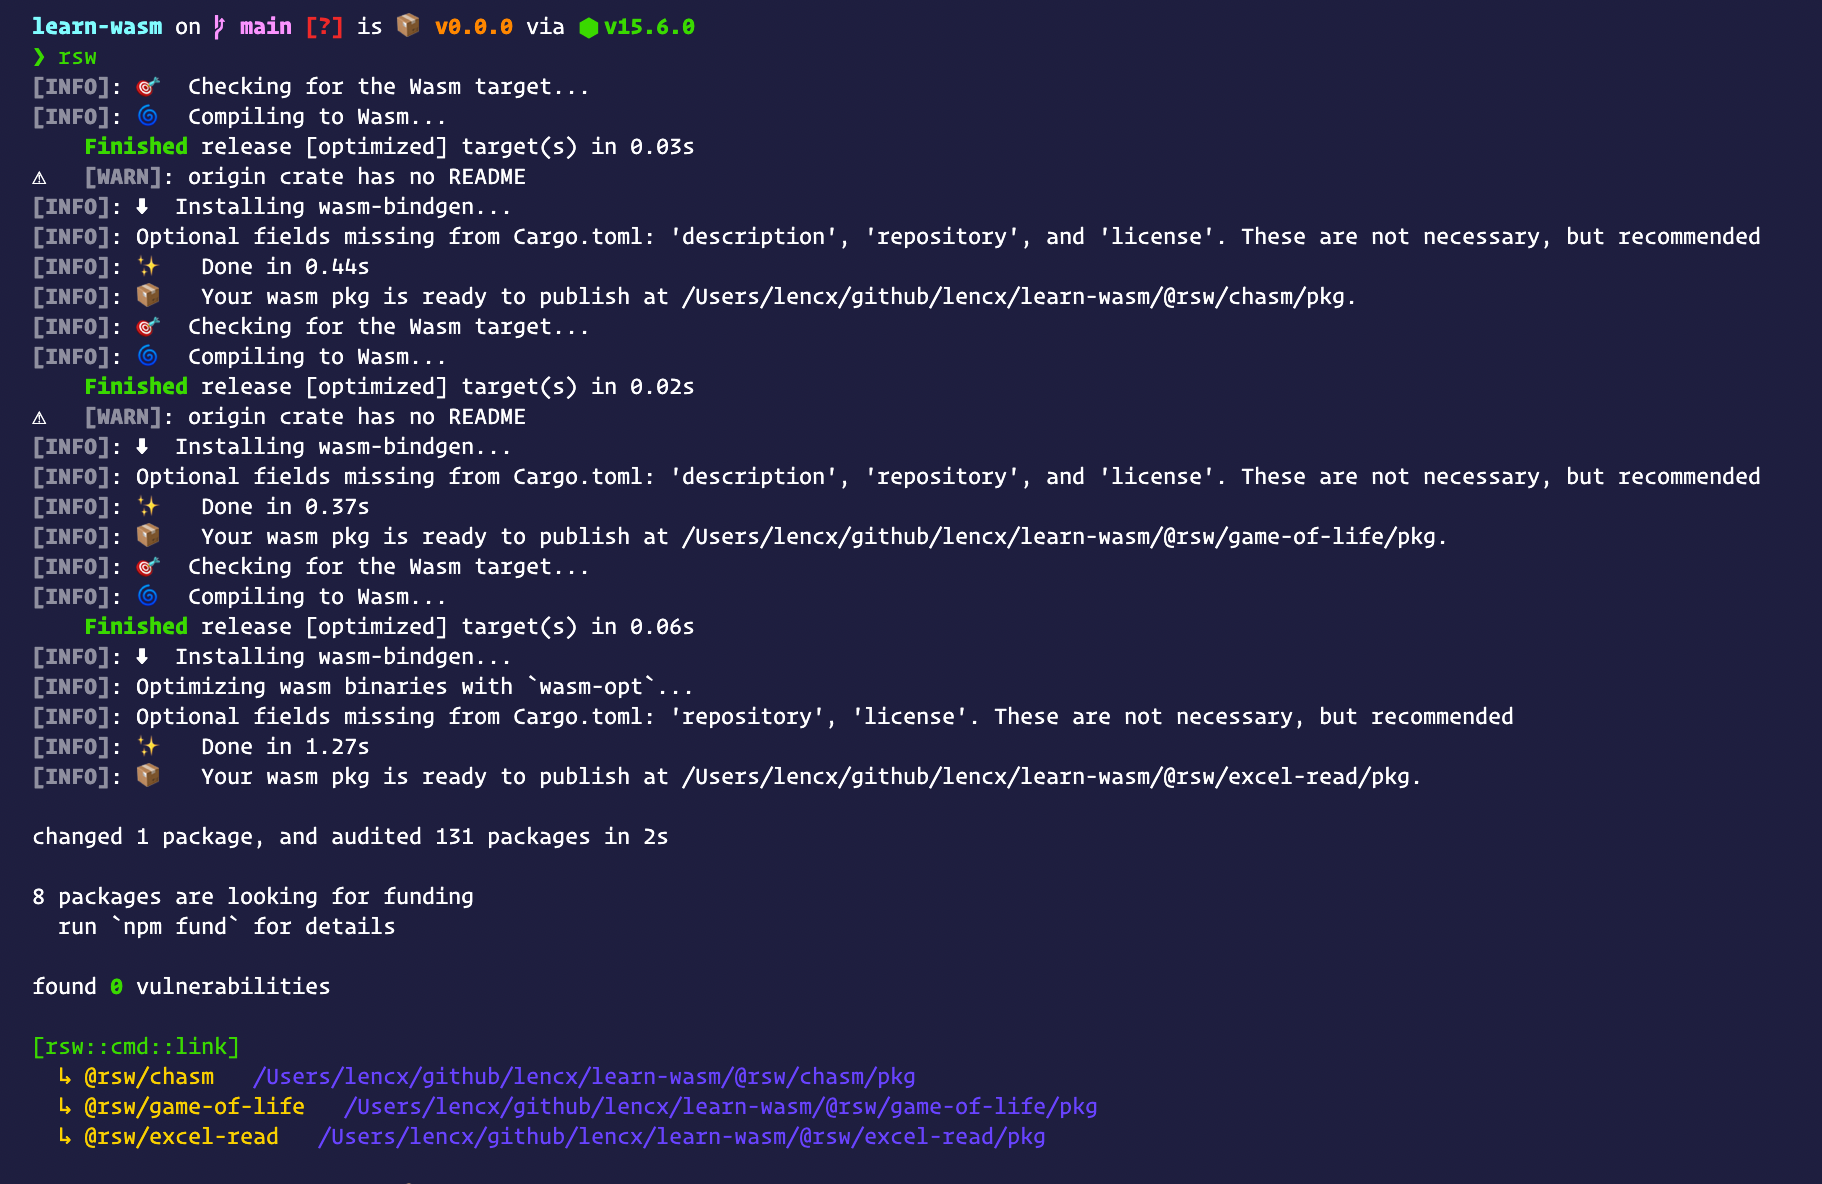 learn-wasm on main [?] is 📦 v0.0.0 via ⬢ v15.6.0
❯ rsw
[INFO]: 🎯  Checking for the Wasm target...
[INFO]: 🌀  Compiling to Wasm...
    Finished release [optimized] target(s) in 0.03s
⚠   [WARN]: origin crate has no README
[INFO]: ⬇  Installing wasm-bindgen...
[INFO]: Optional fields missing from Cargo.toml: 'description', 'repository', and 'license'. These are not necessary, but recommended
[INFO]: ✨   Done in 0.44s
[INFO]: 📦   Your wasm pkg is ready to publish at /Users/lencx/github/lencx/learn-wasm/@rsw/chasm/pkg.
[INFO]: 🎯  Checking for the Wasm target...
[INFO]: 🌀  Compiling to Wasm...
    Finished release [optimized] target(s) in 0.02s
⚠   [WARN]: origin crate has no README
[INFO]: ⬇  Installing wasm-bindgen...
[INFO]: Optional fields missing from Cargo.toml: 'description', 'repository', and 'license'. These are not necessary, but recommended
[INFO]: ✨   Done in 0.37s
[INFO]: 📦   Your wasm pkg is ready to publish at /Users/lencx/github/lencx/learn-wasm/@rsw/game-of-life/pkg.
[INFO]: 🎯  Checking for the Wasm target...
[INFO]: 🌀  Compiling to Wasm...
    Finished release [optimized] target(s) in 0.06s
[INFO]: ⬇  Installing wasm-bindgen...
[INFO]: Optimizing wasm binaries with `wasm-opt`...
[INFO]: Optional fields missing from Cargo.toml: 'repository', 'license'. These are not necessary, but recommended
[INFO]: ✨   Done in 1.27s
[INFO]: 📦   Your wasm pkg is ready to publish at /Users/lencx/github/lencx/learn-wasm/@rsw/excel-read/pkg.
changed 1 package, and audited 131 packages in 2s
8 packages are looking for funding
  run `npm fund` for details
found 0 vulnerabilities
[rsw::cmd::link]
  ↳ @rsw/chasm   /Users/lencx/github/lencx/learn-wasm/@rsw/chasm/pkg
  ↳ @rsw/game-of-life   /Users/lencx/github/lencx/learn-wasm/@rsw/game-of-life/pkg
  ↳ @rsw/excel-read   /Users/lencx/github/lencx/learn-wasm/@rsw/excel-read/pkg